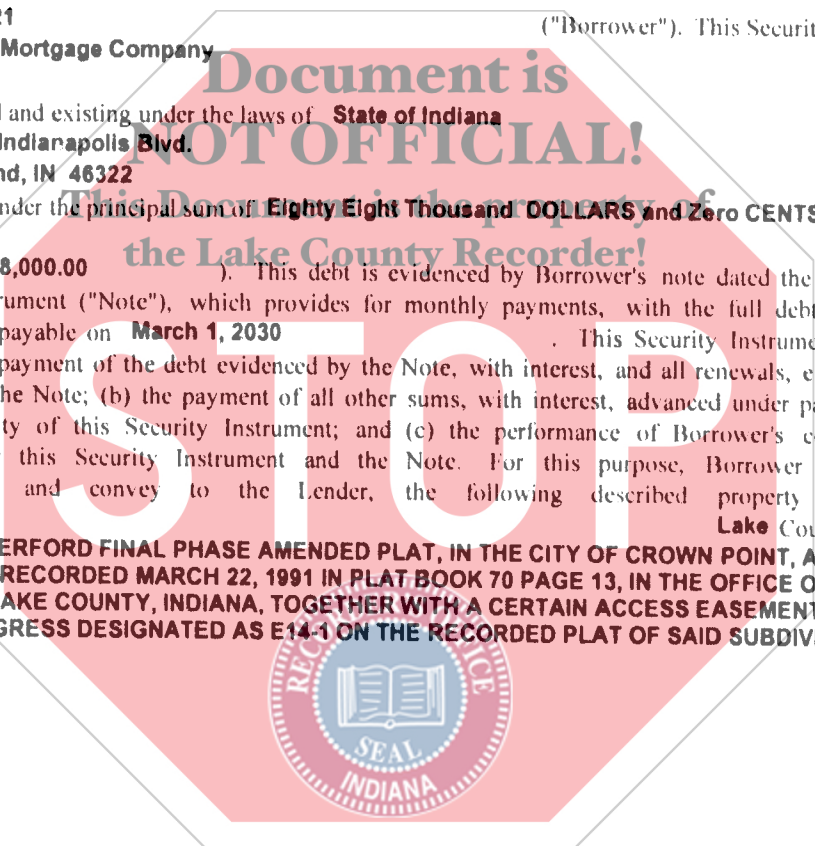 21
("Borrower"). This Securit
Mortgage Company
Document is
and existing under the laws of State of Indiana
NOT OFFICIAL!
Indianapolis Blvd.
nd, IN 46322
This Document is the property of
nder the principal sum of Eighty Eight Thousand DOLLARS and Zero CENTS
the Lake County Recorder!
8,000.00 ). This debt is evidenced by Borrower's note dated the
rument ("Note"), which provides for monthly payments, with the full debt
payable on March 1, 2030 . This Security Instrume
payment of the debt evidenced by the Note, with interest, and all renewals, e
he Note; (b) the payment of all other sums, with interest, advanced under pa
ty of this Security Instrument; and (c) the performance of Borrower's c
this Security Instrument and the Note. For this purpose, Borrower
and convey to the Lender, the following described property
Lake Cou
STOP
ERFORD FINAL PHASE AMENDED PLAT, IN THE CITY OF CROWN POINT, A
RECORDED MARCH 22, 1991 IN PLAT BOOK 70 PAGE 13, IN THE OFFICE O
AKE COUNTY, INDIANA, TOGETHER WITH A CERTAIN ACCESS EASEMENT
GRESS DESIGNATED AS E14-1 ON THE RECORDED PLAT OF SAID SUBDIV
SEAL
INDIANA